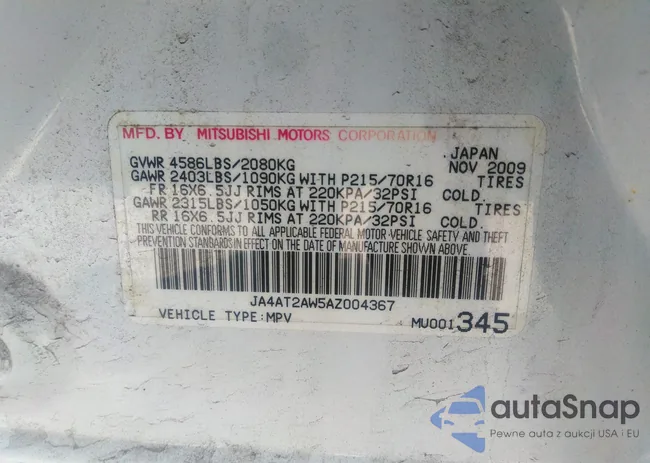 MFD. BY MITSUBISHI MOTORS CORPORATION
JAPAN
GVWR 4586LBS/2080KG NOV 2009
GAWR 2403LBS/1090KG WITH P215/70R16 TIRES
FR 16X6.5JJ RIMS AT 220KPA/32PSI COLD.
GAWR 2315LBS/1050KG WITH P215/70R16 TIRES
RR 16X6.5JJ RIMS AT 220KPA/32PSI COLD.
THIS VEHICLE CONFORMS TO ALL APPLICABLE FEDERAL MOTOR-VEHICLE SAFETY AND THEFT
PREVENTION STANDARDS IN EFFECT ON THE DATE OF MANUFACTURE SHOWN ABOVE.
JA4AT2AW5AZ004367
VEHICLE TYPE:MPV MU001345
autaSnap
Pewne auta z aukcji USA i EU